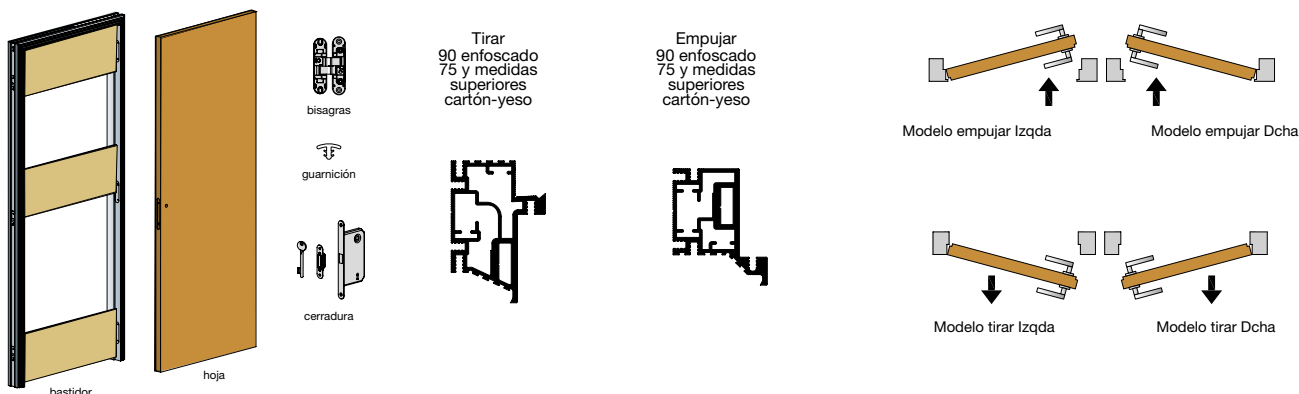 bastidor
hoja
bisagras
guarnición
cerradura
Tirar
90 enfoscado
75 y medidas
superiores
cartón-yeso
Empujar
90 enfoscado
75 y medidas
superiores
cartón-yeso
Modelo empujar Izqda
Modelo empujar Dcha
Modelo tirar Izqda
Modelo tirar Dcha